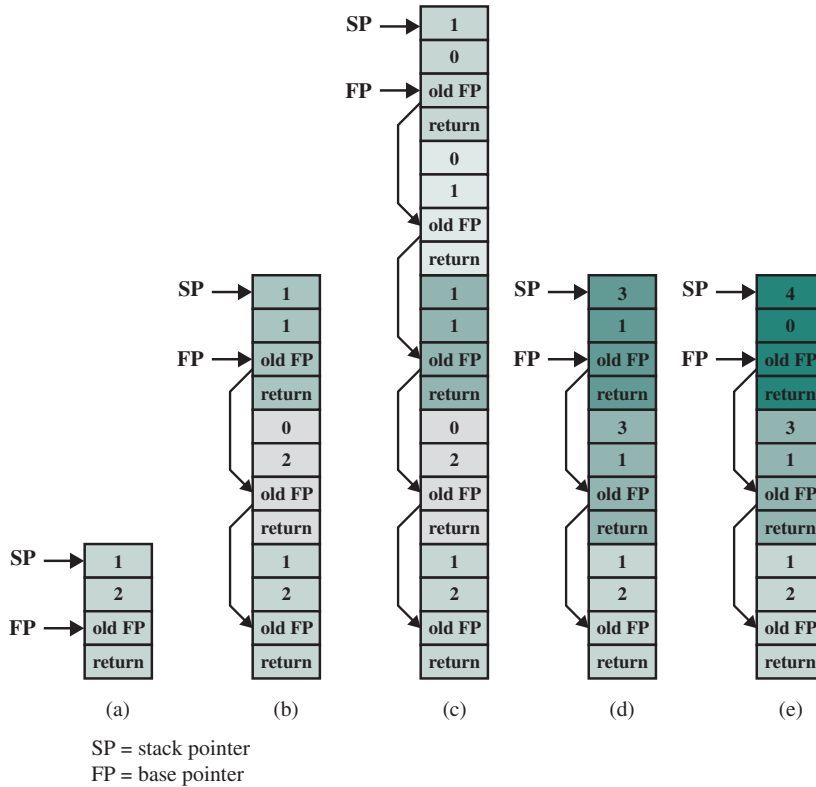 SP
1
2
FP
old FP
return
(a)
SP
1
1
FP
old FP
return
0
2
old FP
return
1
2
old FP
return
(b)
SP
1
0
FP
old FP
return
0
1
old FP
return
1
1
old FP
return
0
2
old FP
return
1
2
old FP
return
(c)
SP
3
1
FP
old FP
return
3
1
old FP
return
1
2
old FP
return
(d)
SP
4
0
FP
old FP
return
3
1
old FP
return
1
2
old FP
return
(e)
SP = stack pointer
FP = base pointer